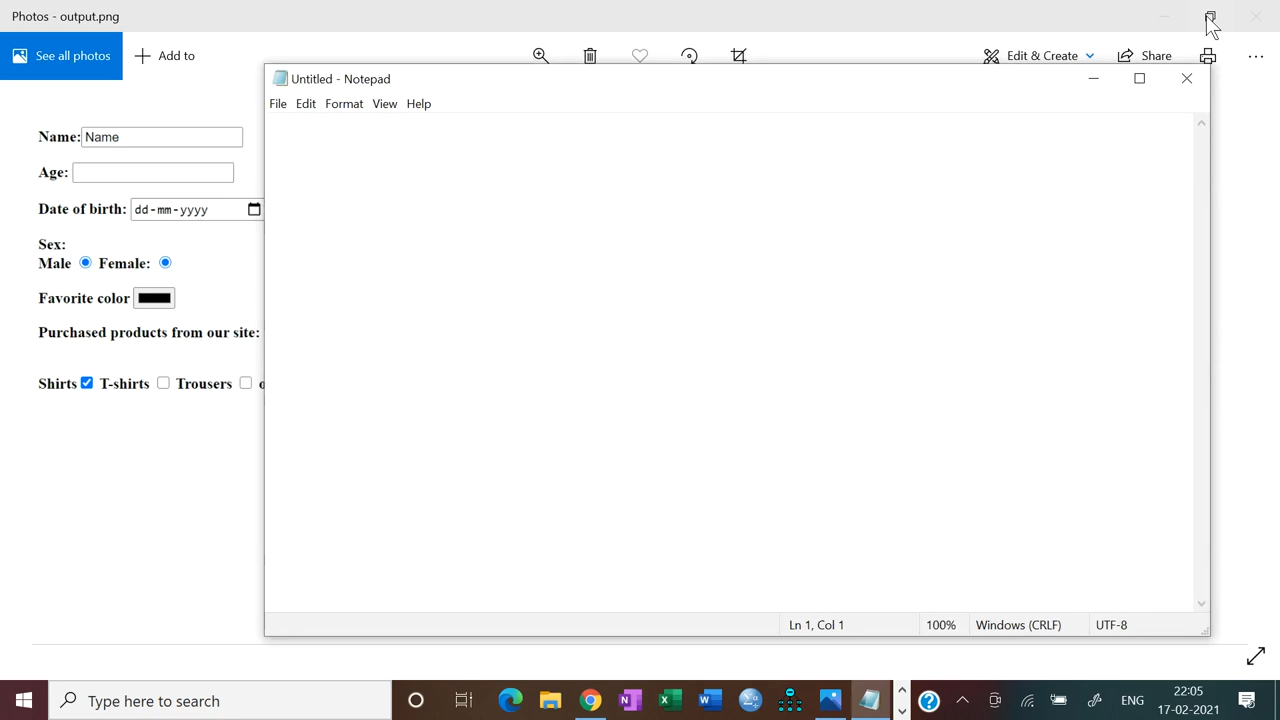 Photos - output.png
See all photos
Add to
Edit & Create
Share
Untitled - Notepad
File Edit Format View Help
Name: Name
Age:
Date of birth: dd-mm-yyyy
Sex:
Male Female:
Favorite color
Purchased products from our site:
Shirts T-shirts Trousers
Ln 1, Col 1 100% Windows (CRLF) UTF-8
Type here to search
ENG
22:05
17-02-2021